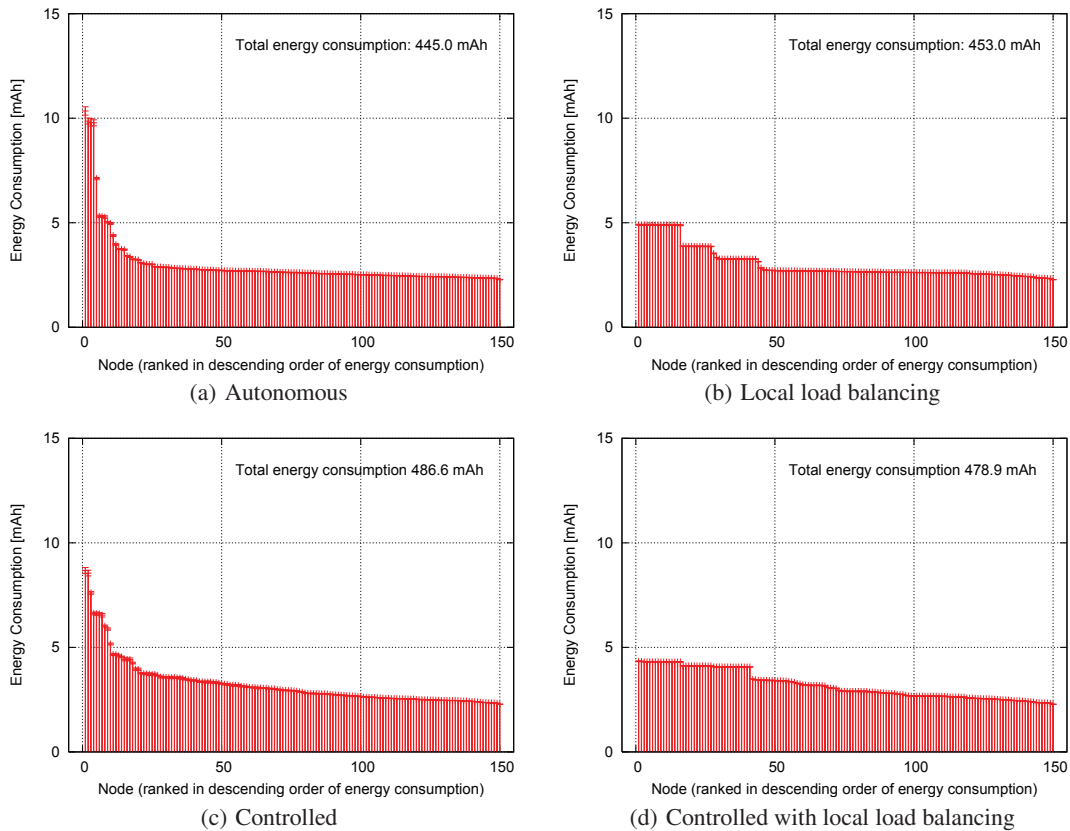 15
10
5
0
Energy Consumption [mAh]
Total energy consumption: 445.0 mAh
0 50 100 150
Node (ranked in descending order of energy consumption)
(a) Autonomous
15
10
5
0
Energy Consumption [mAh]
Total energy consumption: 453.0 mAh
0 50 100 150
Node (ranked in descending order of energy consumption)
(b) Local load balancing
15
10
5
0
Energy Consumption [mAh]
Total energy consumption 486.6 mAh
0 50 100 150
Node (ranked in descending order of energy consumption)
(c) Controlled
15
10
5
0
Energy Consumption [mAh]
Total energy consumption 478.9 mAh
0 50 100 150
Node (ranked in descending order of energy consumption)
(d) Controlled with local load balancing